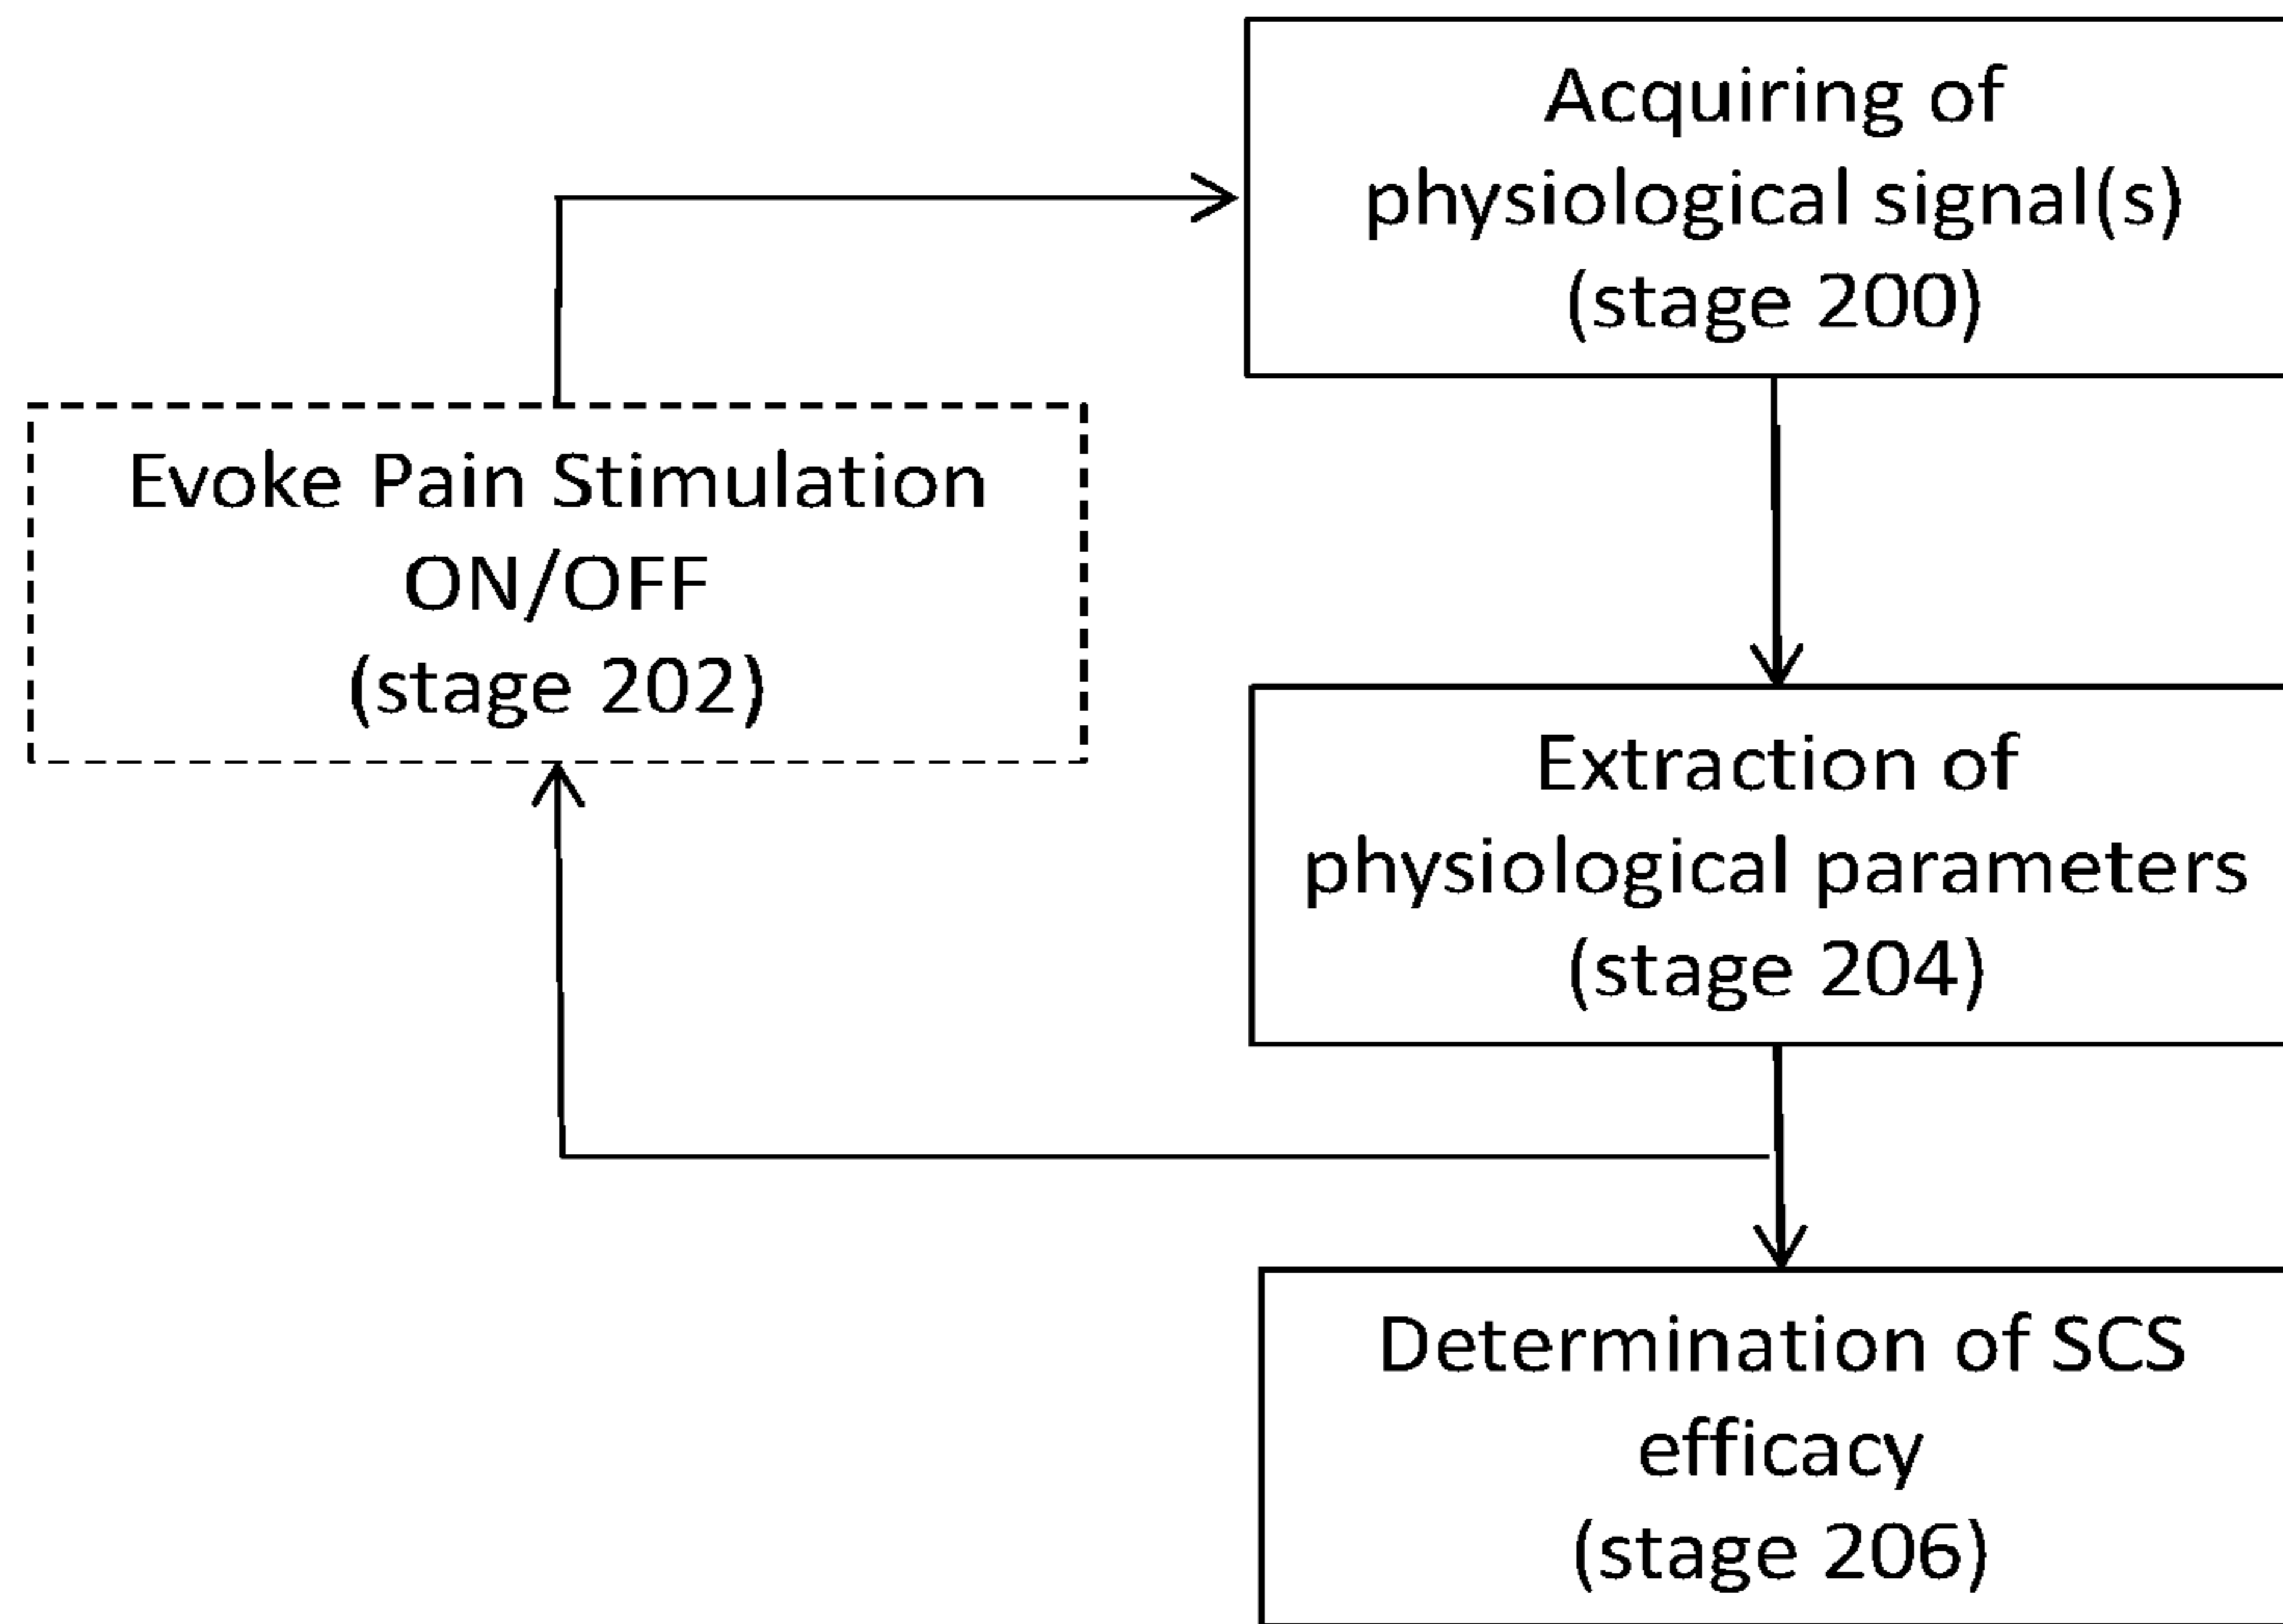 Acquiring of
physiological signal(s)
(stage 200)
Evoke Pain Stimulation
ON/OFF
(stage 202)
Extraction of
physiological parameters
(stage 204)
Determination of SCS
efficacy
(stage 206)